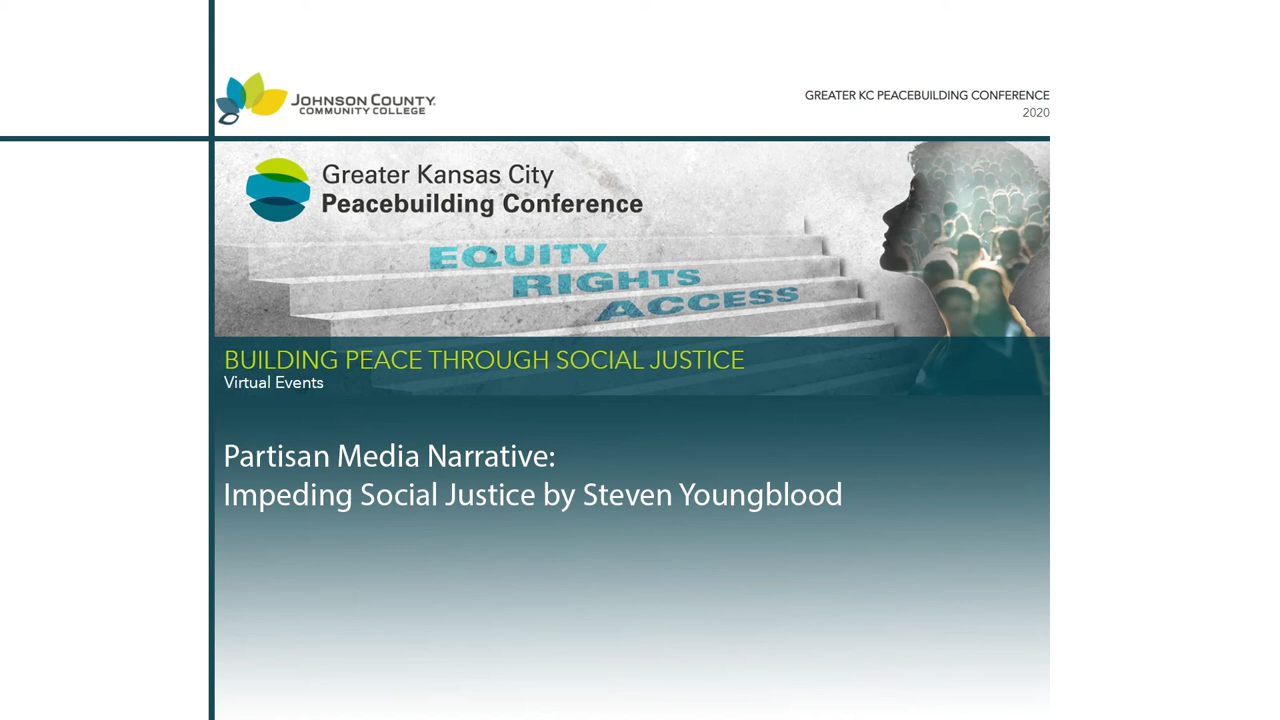 JOHNSON COUNTY
COMMUNITY COLLEGE
GREATER KC PEACEBUILDING CONFERENCE
2020
Greater Kansas City
Peacebuilding Conference
EQUITY
RIGHTS
ACCESS
BUILDING PEACE THROUGH SOCIAL JUSTICE
Virtual Events
Partisan Media Narrative:
Impeding Social Justice by Steven Youngblood